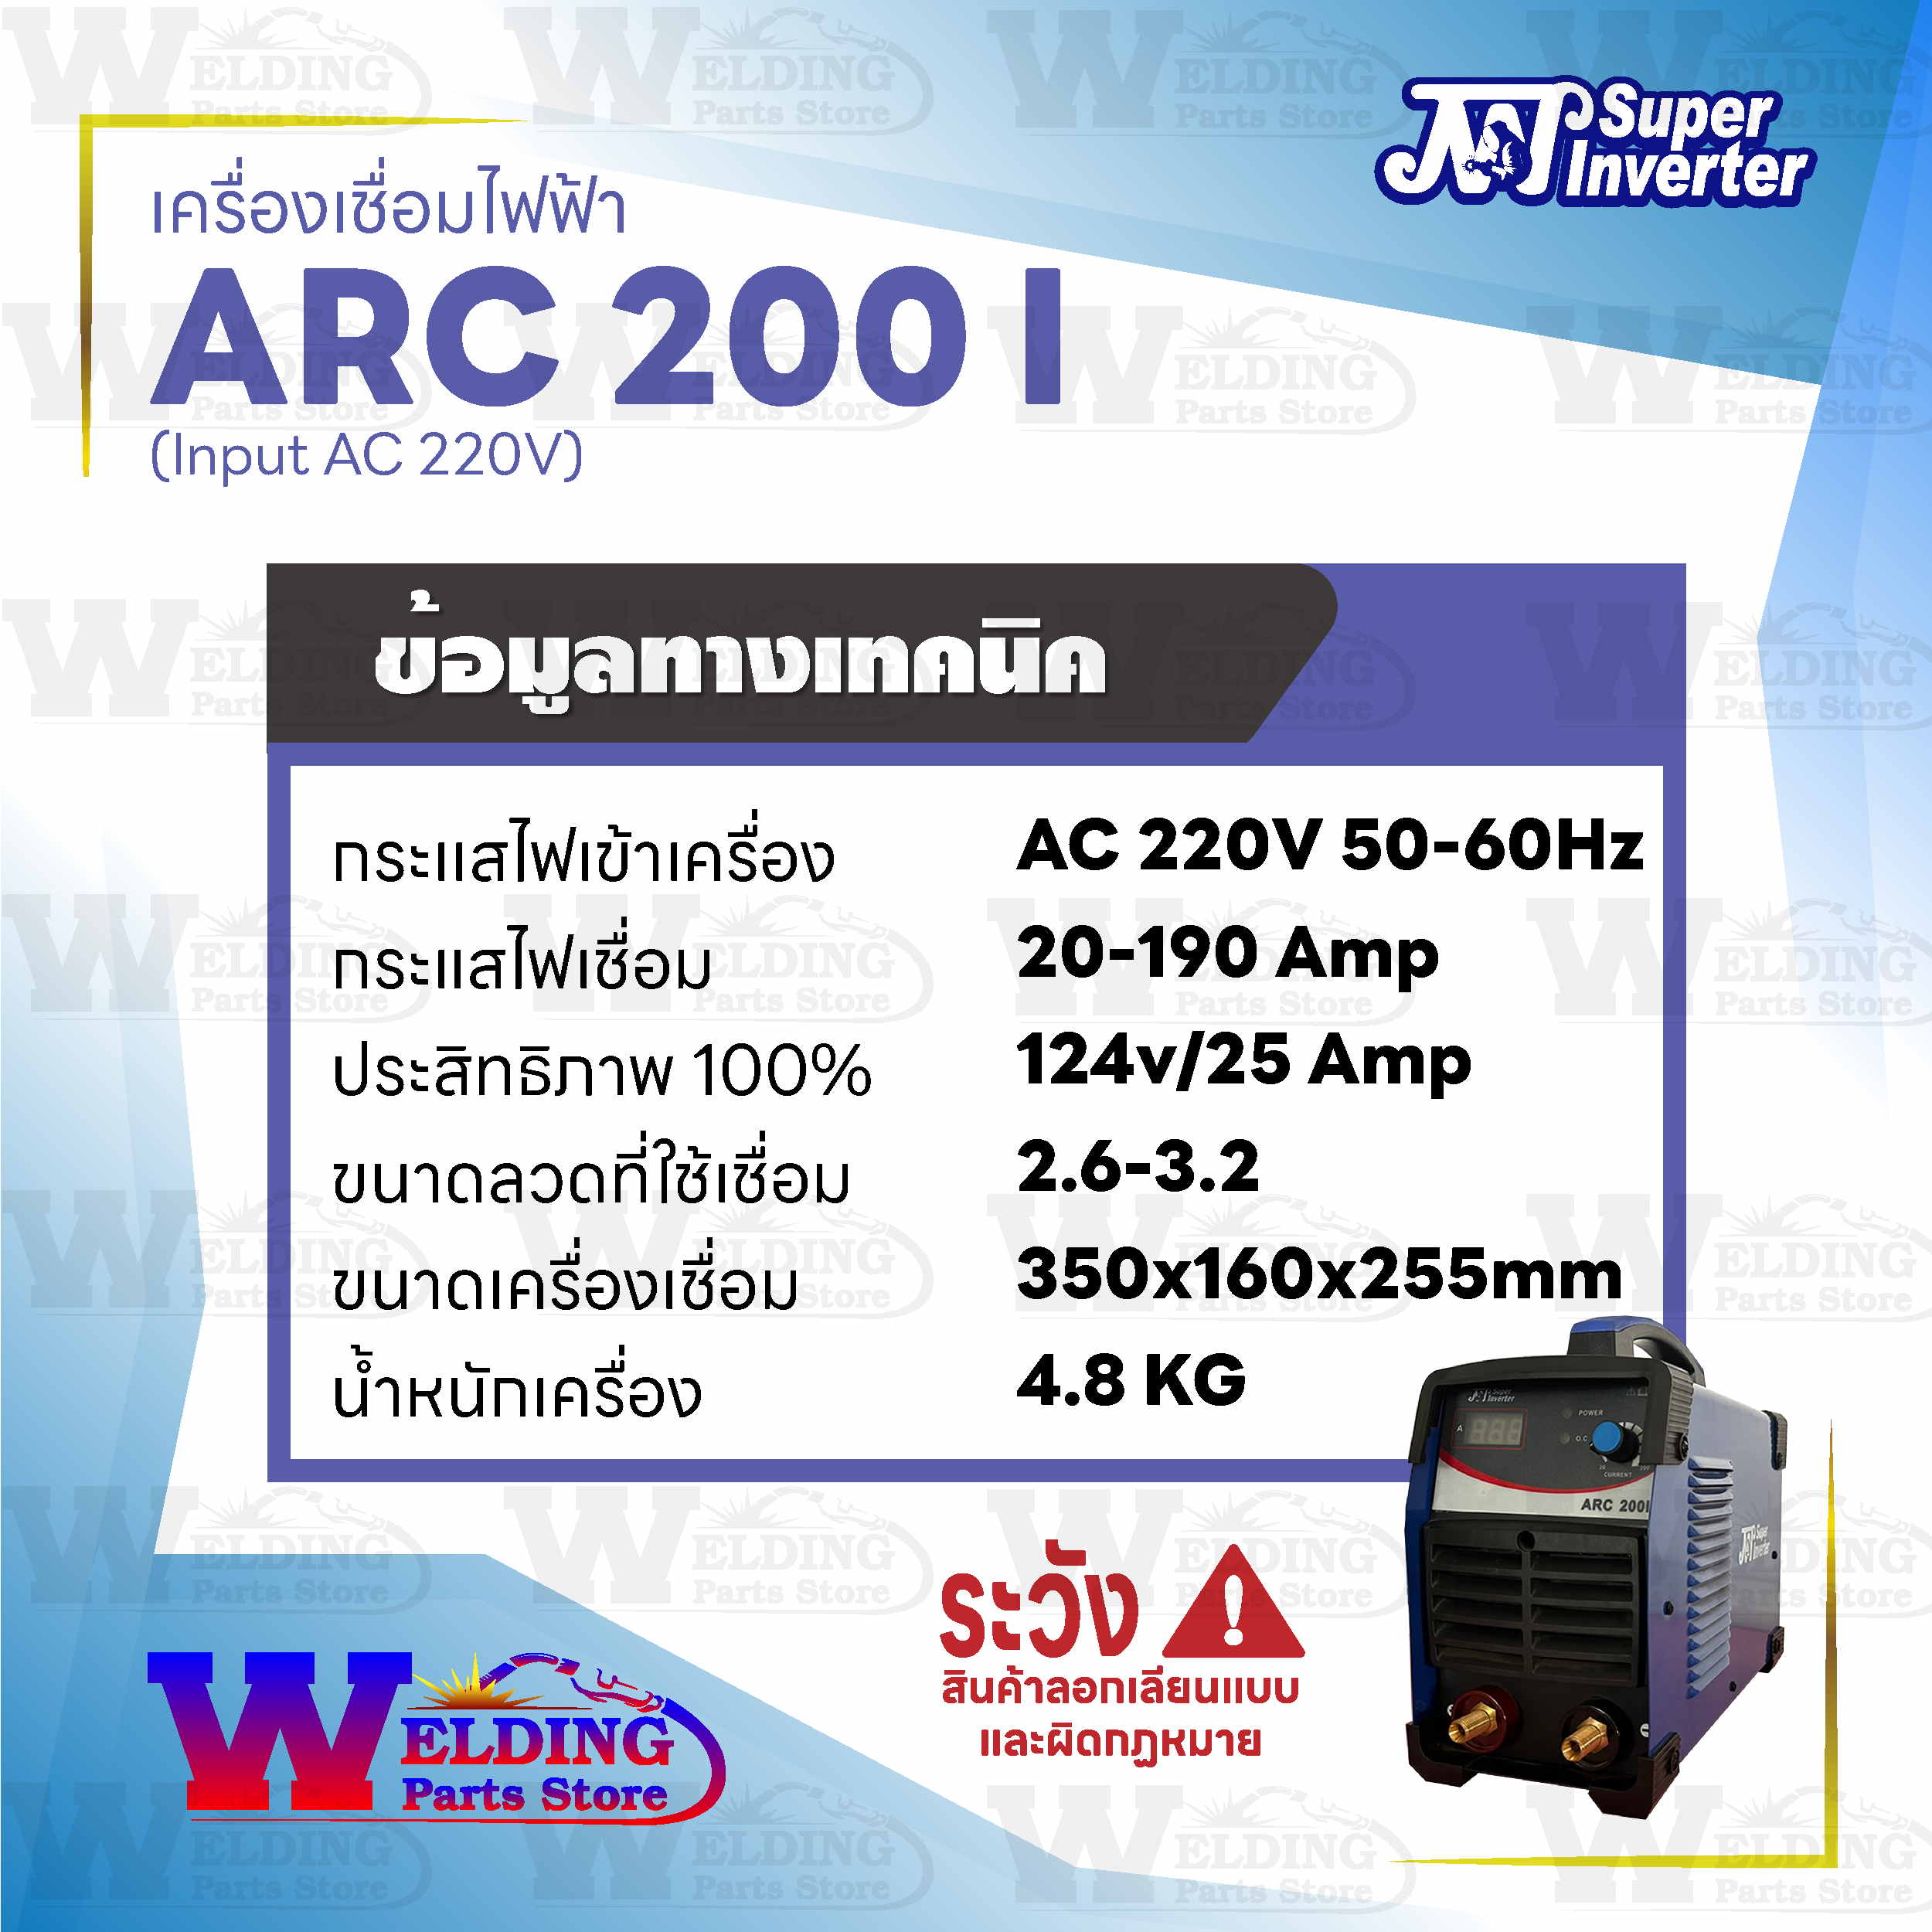 Super
Inverter
เครื่องเชื่อมไฟฟ้า
ARC 200 I
(Input AC 220V)
ข้อมูลทางเทคนิค
กระแสไฟเข้าเครื่อง AC 220V 50-60Hz
กระแสไฟเชื่อม 20-190 Amp
ประสิทธิภาพ 100% 124v/25 Amp
ขนาดลวดที่ใช้เชื่อม 2.6-3.2
ขนาดเครื่องเชื่อม 350x160x255mm
น้ำหนักเครื่อง 4.8 KG
Super
Inverter
POWER
A
O.C
20 200
CURRENT
ARC 200I
Super
Inverter
ระวัง
สินค้าลอกเลียนแบบ
และผิดกฎหมาย
WELDING
Parts Store